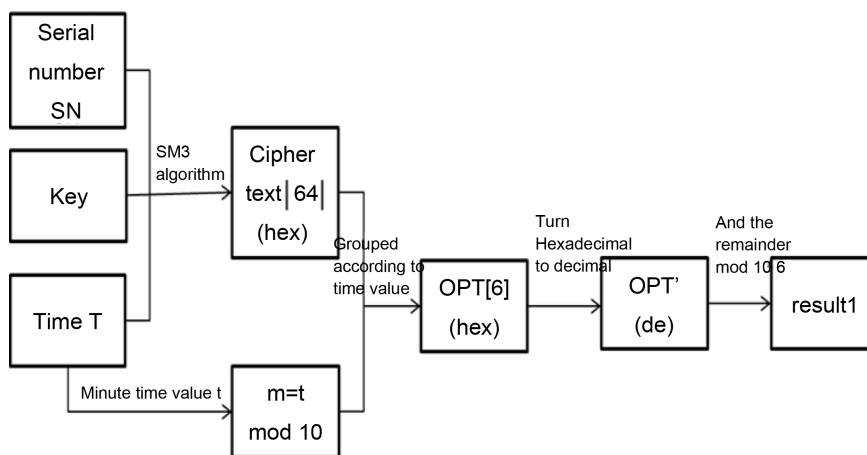 Serial
number
SN
Key
Time T
SM3
algorithm
Minute time value t
Cipher
text|64|
(hex)
m=t
mod 10
Grouped
according to
time value
OPT[6]
(hex)
Turn
Hexadecimal
to decimal
OPT’
(de)
And the
remainder
mod 10 6
result1